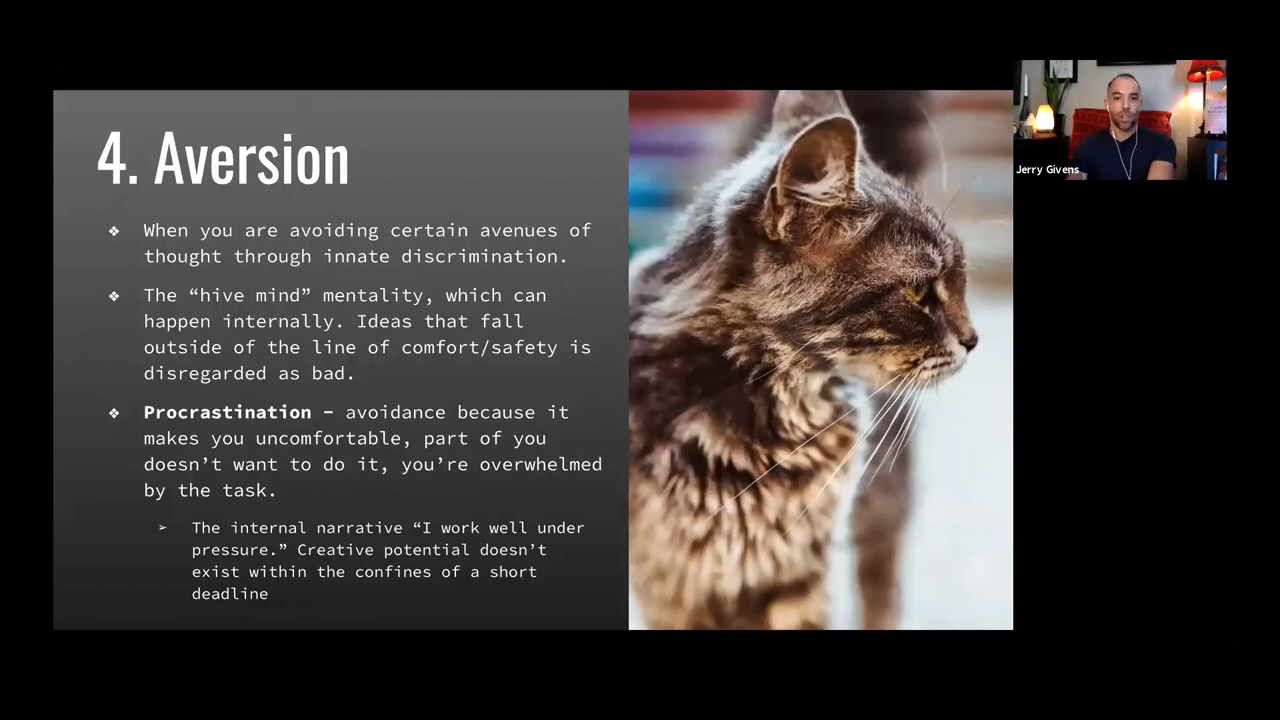 4. Aversion
❖ When you are avoiding certain avenues of
thought through innate discrimination.
❖ The “hive mind” mentality, which can
happen internally. Ideas that fall
outside of the line of comfort/safety is
disregarded as bad.
❖ Procrastination – avoidance because it
makes you uncomfortable, part of you
doesn’t want to do it, you’re overwhelmed
by the task.
➢ The internal narrative “I work well under
pressure.” Creative potential doesn’t
exist within the confines of a short
deadline
Jerry Givens